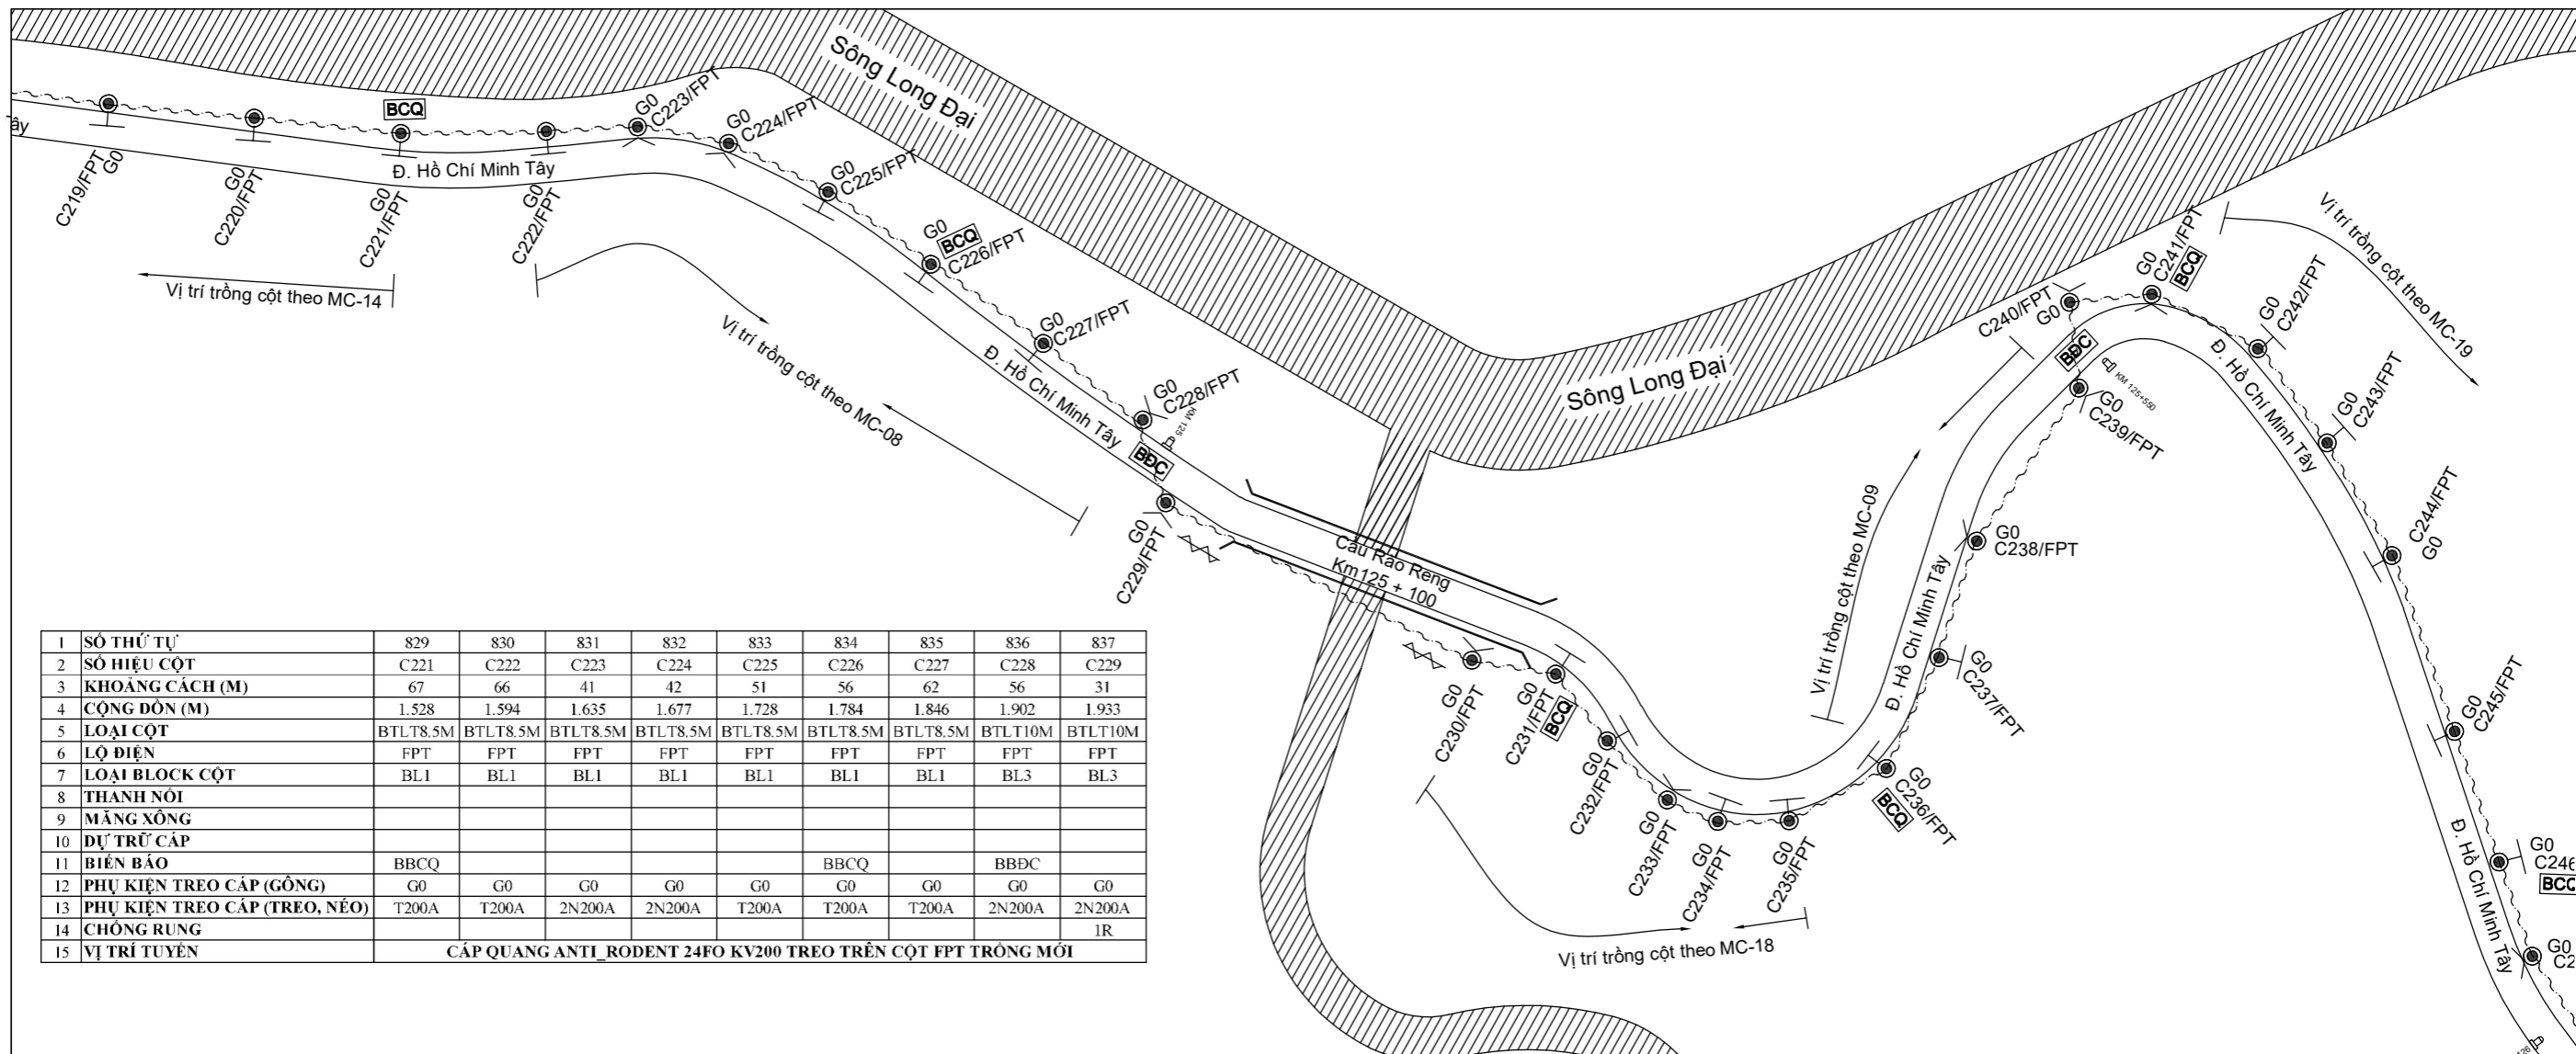 Sông Long Đại
BCQ
G0
C223/FPT
G0
C224/FPT
G0
C225/FPT
ây
C219/FPT
G0
G0
C220/FPT
G0
C221/FPT
G0
C222/FPT
Đ. Hồ Chí Minh Tây
G0
BCQ
C226/FPT
Vị trí trồng cột theo MC-14
Vị trí trồng cột theo MC-08
G0
C227/FPT
Đ. Hồ Chí Minh Tây
G0
C228/FPT
KM 125
BĐC
G0
C229/FPT
Cầu Rào Reng
Km125 + 100
Sông Long Đại
G0
C230/FPT
G0
C231/FPT
BCQ
G0
C232/FPT
G0
C233/FPT
G0
C234/FPT
G0
C235/FPT
Vị trí trồng cột theo MC-18
G0
C236/FPT
BCQ
G0
C237/FPT
Đ. Hồ Chí Minh Tây
Vị trí trồng cột theo MC-09
G0
C238/FPT
G0
C239/FPT
KM 125+550
BĐC
C240/FPT
G0
G0
C241/FPT
BCQ
Vị trí trồng cột theo MC-19
G0
C242/FPT
Đ. Hồ Chí Minh Tây
G0
C243/FPT
C244/FPT
G0
G0
C245/FPT
G0
C246
BCQ
Đ. Hồ Chí Minh Tây
G0
C2
126
1 SỐ THỨ TỰ 829 830 831 832 833 834 835 836 837
2 SỐ HIỆU CỘT C221 C222 C223 C224 C225 C226 C227 C228 C229
3 KHOẢNG CÁCH (M) 67 66 41 42 51 56 62 56 31
4 CỘNG DỒN (M) 1.528 1.594 1.635 1.677 1.728 1.784 1.846 1.902 1.933
5 LOẠI CỘT BTLT8.5M BTLT8.5M BTLT8.5M BTLT8.5M BTLT8.5M BTLT8.5M BTLT8.5M BTLT10M BTLT10M
6 LỘ ĐIỆN FPT FPT FPT FPT FPT FPT FPT FPT FPT
7 LOẠI BLOCK CỘT BL1 BL1 BL1 BL1 BL1 BL1 BL1 BL3 BL3
8 THANH NỐI
9 MĂNG XÔNG
10 DỰ TRỮ CÁP
11 BIỂN BÁO BBCQ BBCQ BBĐC
12 PHỤ KIỆN TREO CÁP (GÔNG) G0 G0 G0 G0 G0 G0 G0 G0 G0
13 PHỤ KIỆN TREO CÁP (TREO, NÉO) T200A T200A 2N200A 2N200A T200A T200A T200A 2N200A 2N200A
14 CHỐNG RUNG 1R
15 VỊ TRÍ TUYẾN CÁP QUANG ANTI_RODENT 24FO KV200 TREO TRÊN CỘT FPT TRỒNG MỚI